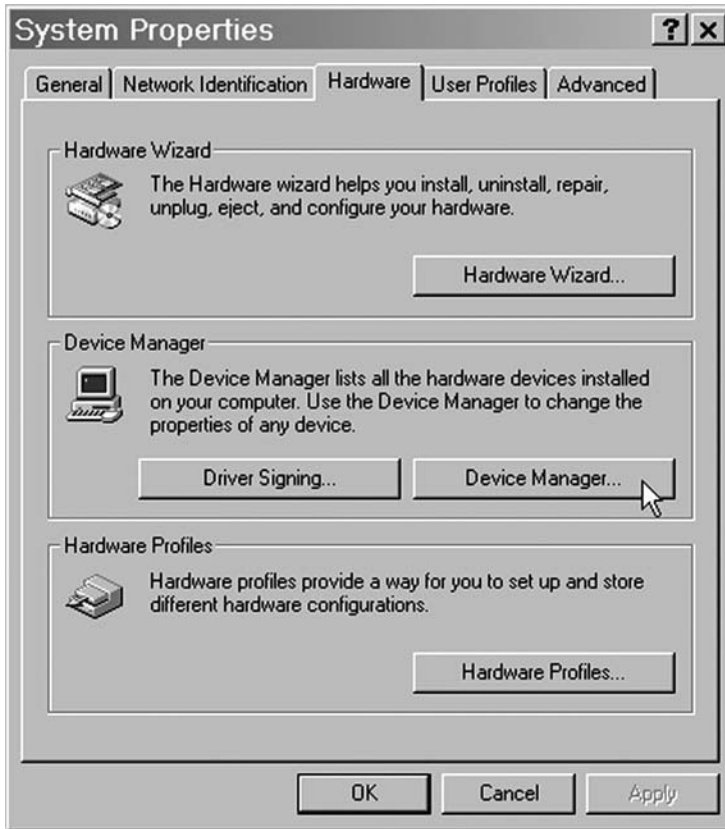 System Properties
General
Network Identification
Hardware
User Profiles
Advanced
Hardware Wizard
The Hardware wizard helps you install, uninstall, repair,
unplug, eject, and configure your hardware.
Hardware Wizard...
Device Manager
The Device Manager lists all the hardware devices installed
on your computer. Use the Device Manager to change the
properties of any device.
Driver Signing...
Device Manager...
Hardware Profiles
Hardware profiles provide a way for you to set up and store
different hardware configurations.
Hardware Profiles...
OK
Cancel
Apply